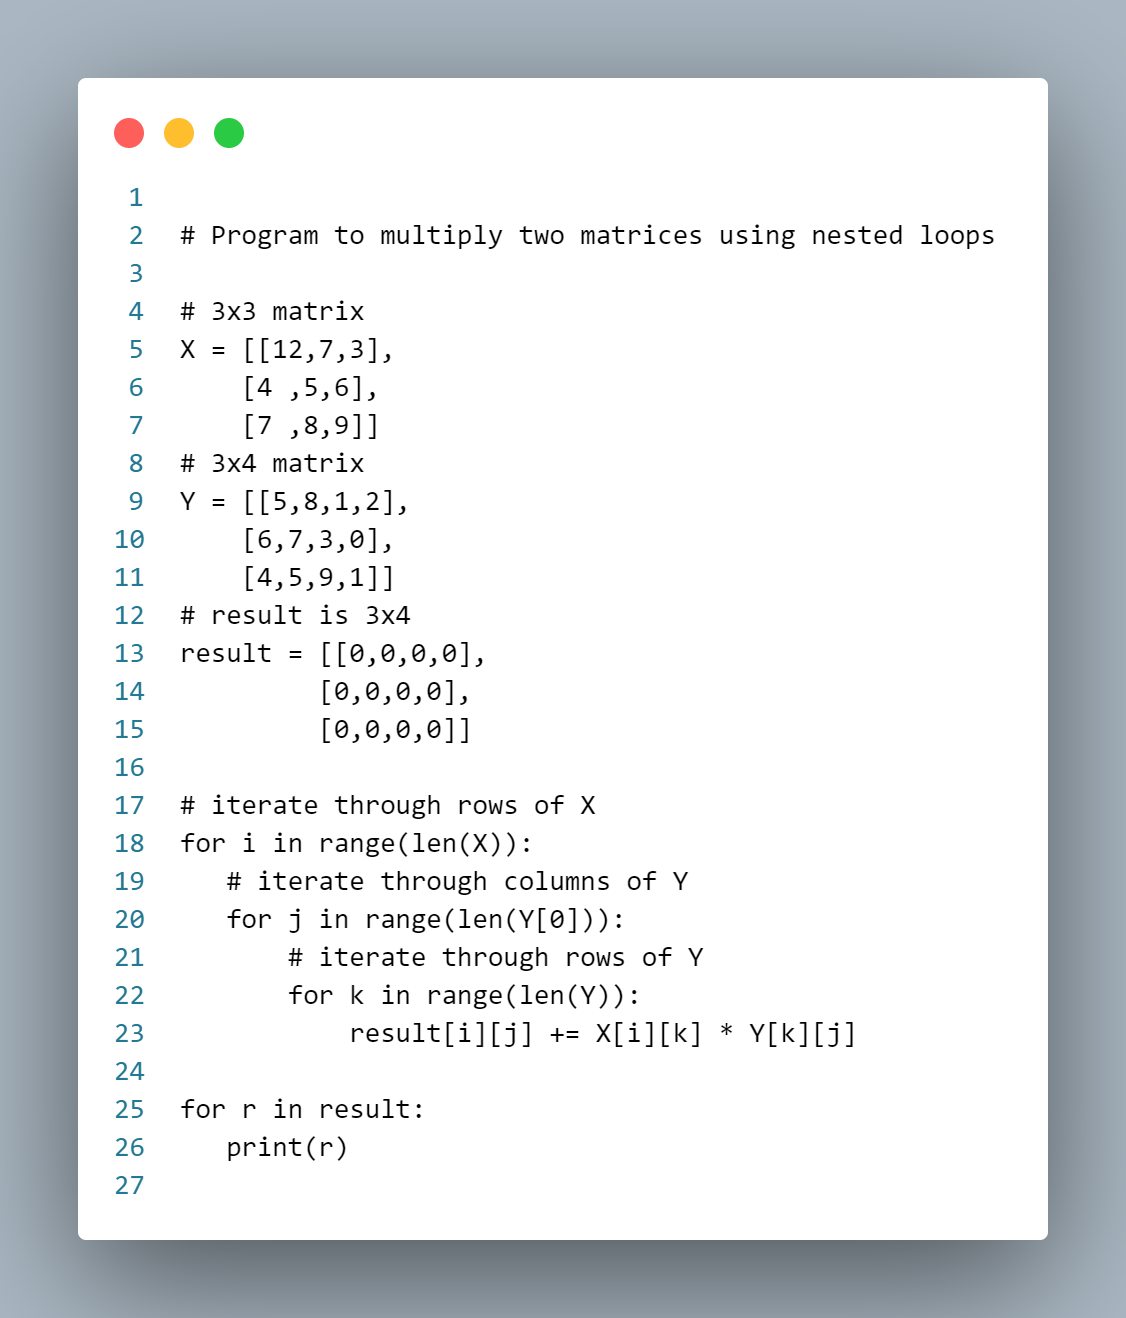 1
2 # Program to multiply two matrices using nested loops
3
4 # 3x3 matrix
5 X = [[12,7,3],
6     [4 ,5,6],
7     [7 ,8,9]]
8 # 3x4 matrix
9 Y = [[5,8,1,2],
10     [6,7,3,0],
11     [4,5,9,1]]
12 # result is 3x4
13 result = [[0,0,0,0],
14          [0,0,0,0],
15          [0,0,0,0]]
16
17 # iterate through rows of X
18 for i in range(len(X)):
19    # iterate through columns of Y
20    for j in range(len(Y[0])):
21        # iterate through rows of Y
22        for k in range(len(Y)):
23            result[i][j] += X[i][k] * Y[k][j]
24
25 for r in result:
26    print(r)
27